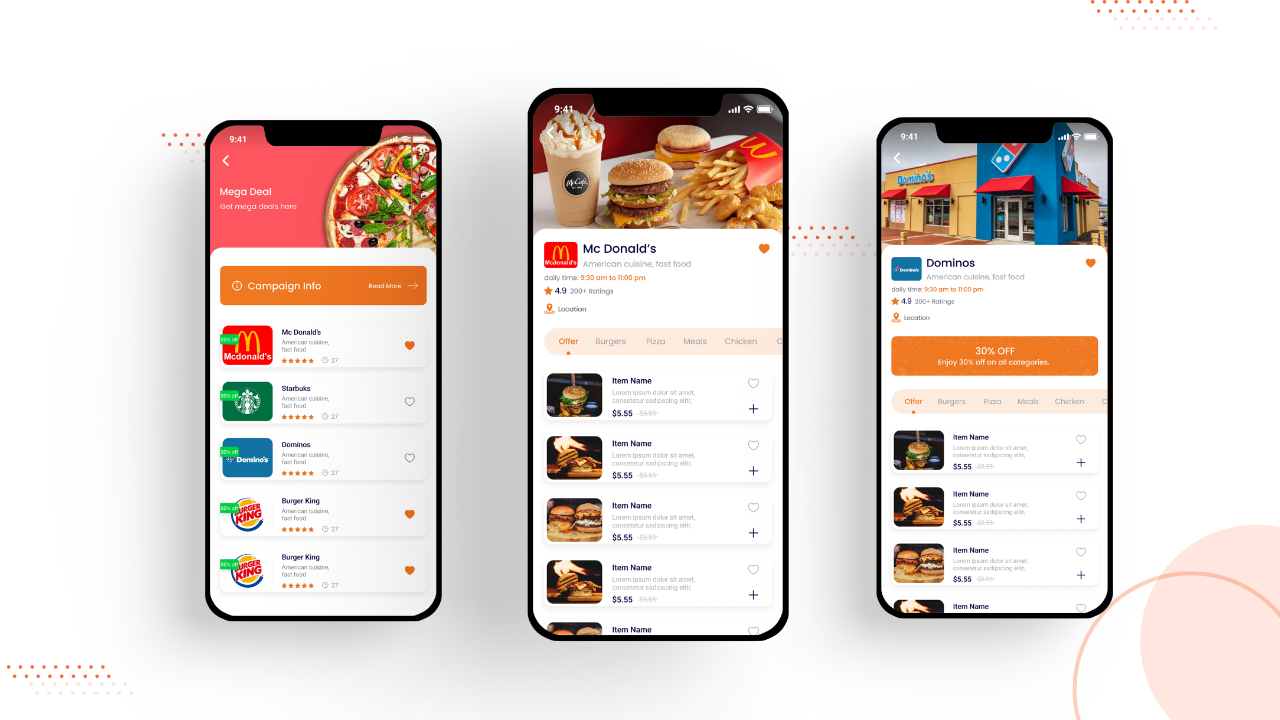 9:41
Mega Deal
Get mega deals here
Campaign Info
Read More
30% off
Mcdonald's
Mc Donald's
American cuisine,
fast food
27'
30% off
Starbuks
American cuisine,
fast food
27'
30% off
Domino's
Dominos
American cuisine,
fast food
27'
30% off
BURGER
KING
Burger King
American cuisine,
fast food
27'
30% off
BURGER
KING
Burger King
American cuisine,
fast food
27'
9:41
McCafé
Mcdonald's
Mc Donald's
American cuisine, fast food
daily time: 9:30 am to 11:00 pm
4.9 200+ Ratings
Location
Offer Burgers Pizza Meals Chicken C
Item Name
Lorem ipsum dolor sit amet,
consetetur sadipscing elitr,
$5.55 $5.55
Item Name
Lorem ipsum dolor sit amet,
consetetur sadipscing elitr,
$5.55 $5.55
Item Name
Lorem ipsum dolor sit amet,
consetetur sadipscing elitr,
$5.55 $5.55
Item Name
Lorem ipsum dolor sit amet,
consetetur sadipscing elitr,
$5.55 $5.55
Item Name
9:41
Domino's
Domino's
Dominos
American cuisine, fast food
daily time: 9:30 am to 11:00 pm
4.9 200+ Ratings
Location
30% OFF
Enjoy 30% off on all categories.
Offer Burgers Pizza Meals Chicken C
Item Name
Lorem ipsum dolor sit amet,
consetetur sadipscing elitr,
$5.55 $5.55
Item Name
Lorem ipsum dolor sit amet,
consetetur sadipscing elitr,
$5.55 $5.55
Item Name
Lorem ipsum dolor sit amet,
consetetur sadipscing elitr,
$5.55 $5.55
Item Name